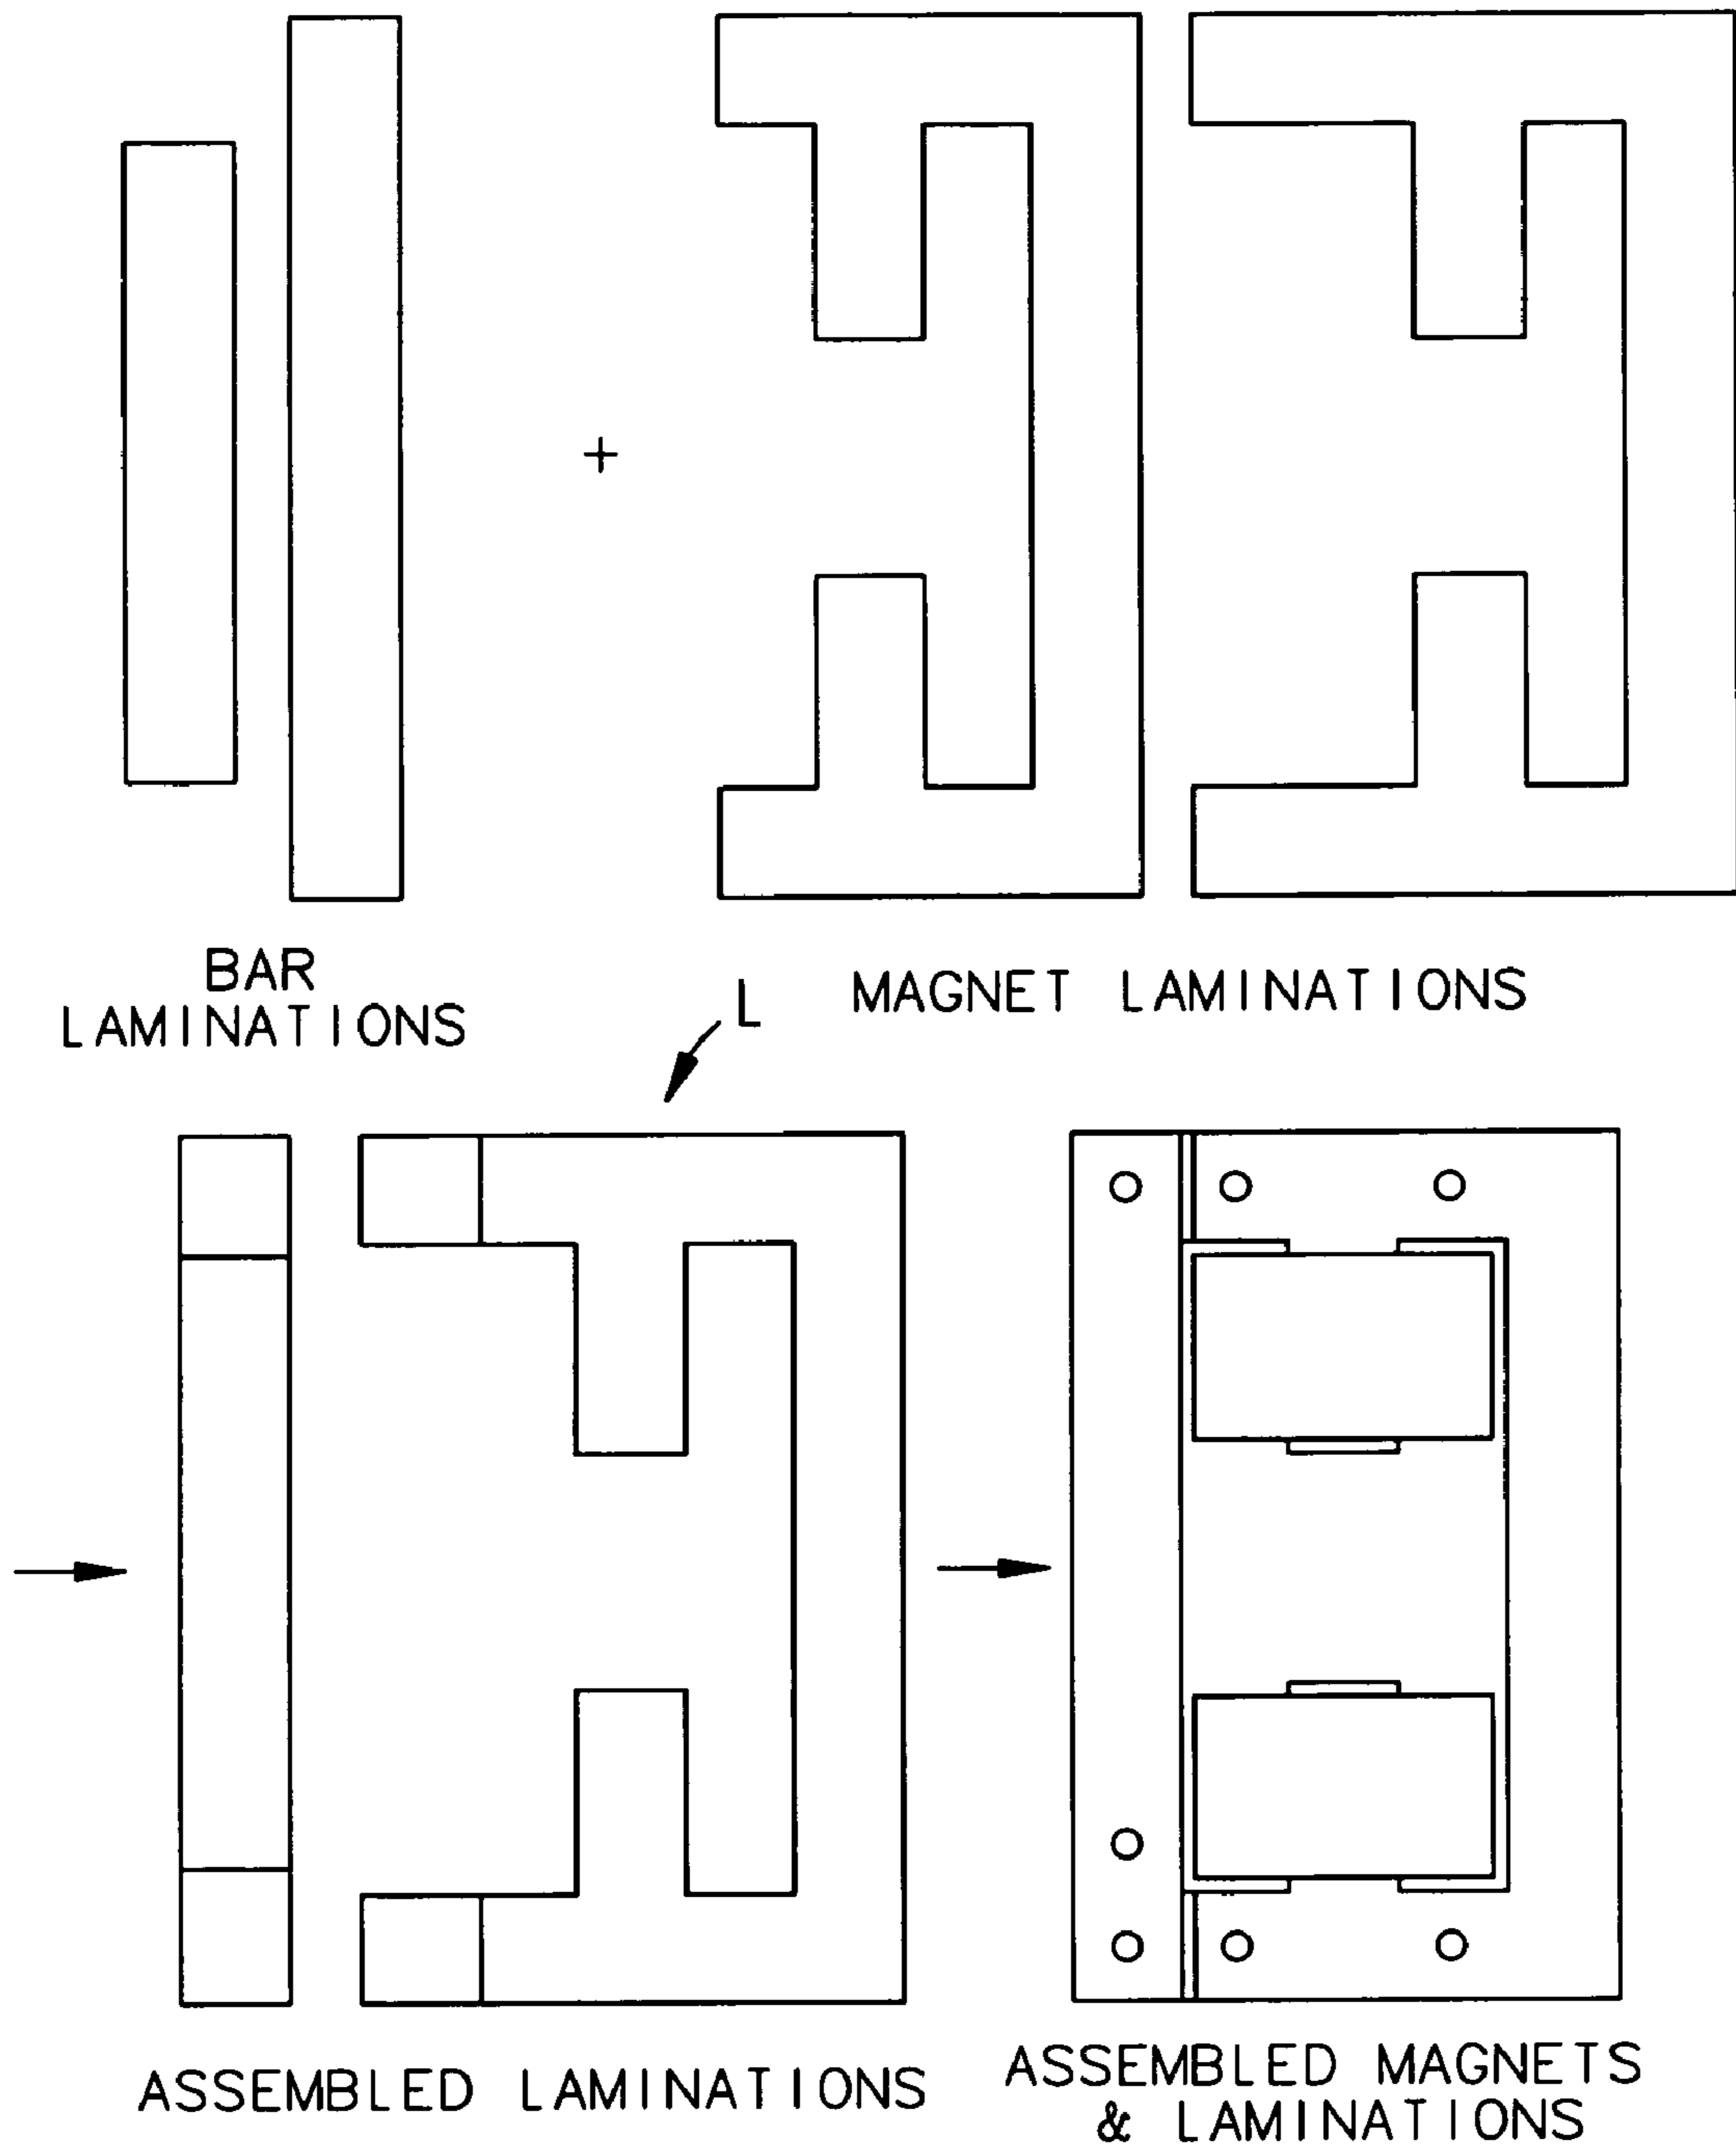 BAR
LAMINATIONS
MAGNET LAMINATIONS
L
ASSEMBLED LAMINATIONS
ASSEMBLED MAGNETS
& LAMINATIONS